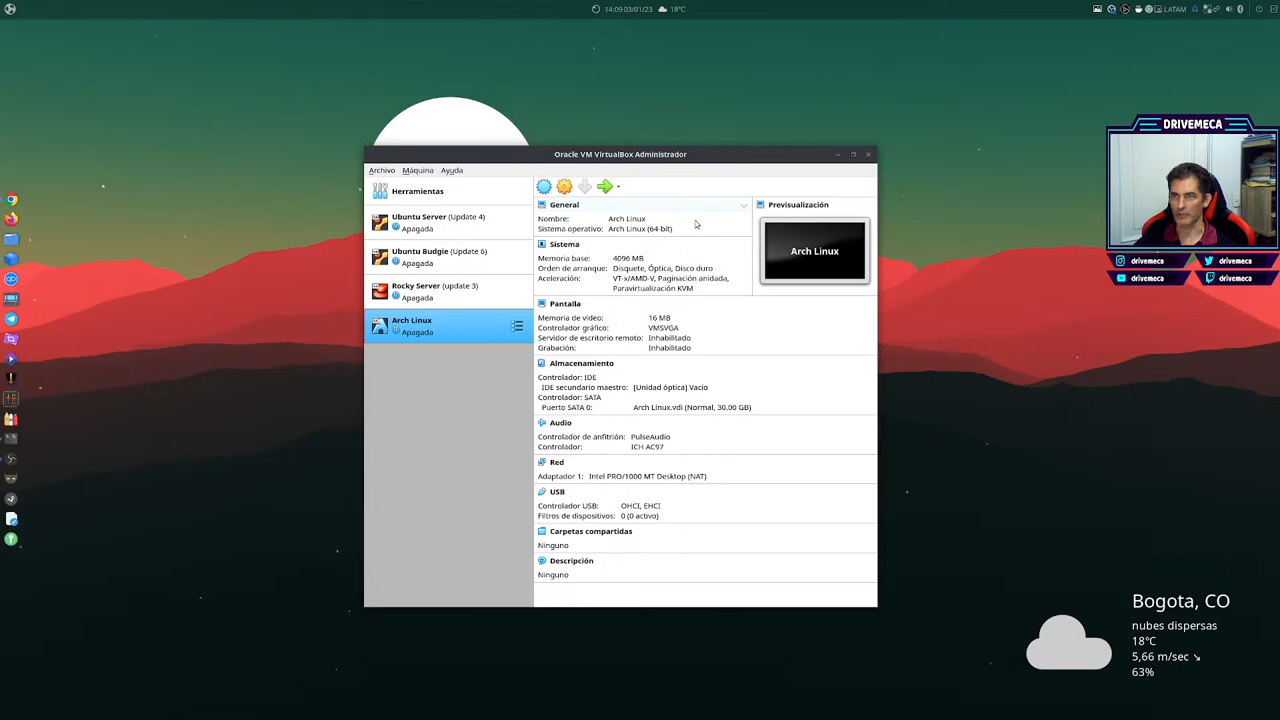 14:09 03/01/23 18°C
LATAM
DRIVEMECA
drivemeca drivemeca
drivemeca drivemeca
Oracle VM VirtualBox Administrador
Archivo Máquina Ayuda
Herramientas
Ubuntu Server (Update 4)
Apagada
Ubuntu Budgie (Update 6)
Apagada
Rocky Server (update 3)
Apagada
Arch Linux
Apagada
General
Nombre: Arch Linux
Sistema operativo: Arch Linux (64-bit)
Sistema
Memoria base: 4096 MB
Orden de arranque: Disquete, Óptica, Disco duro
Aceleración: VT-x/AMD-V, Paginación anidada,
Paravirtualización KVM
Previsualización
Arch Linux
Pantalla
Memoria de vídeo: 16 MB
Controlador gráfico: VMSVGA
Servidor de escritorio remoto: Inhabilitado
Grabación: Inhabilitado
Almacenamiento
Controlador: IDE
IDE secundario maestro: [Unidad óptica] Vacío
Controlador: SATA
Puerto SATA 0: Arch Linux.vdi (Normal, 30,00 GB)
Audio
Controlador de anfitrión: PulseAudio
Controlador: ICH AC97
Red
Adaptador 1: Intel PRO/1000 MT Desktop (NAT)
USB
Controlador USB: OHCI, EHCI
Filtros de dispositivos: 0 (0 activo)
Carpetas compartidas
Ninguno
Descripción
Ninguno
Bogota, CO
nubes dispersas
18°C
5,66 m/sec ↘
63%